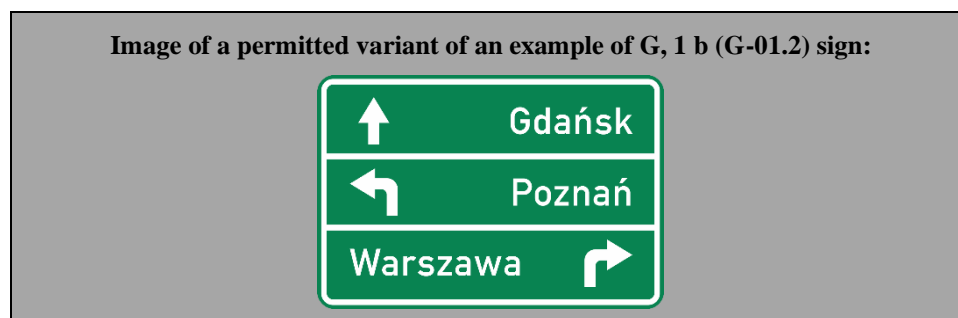 Image of a permitted variant of an example of G, 1 b (G-01.2) sign:
Gdańsk
Poznań
Warszawa